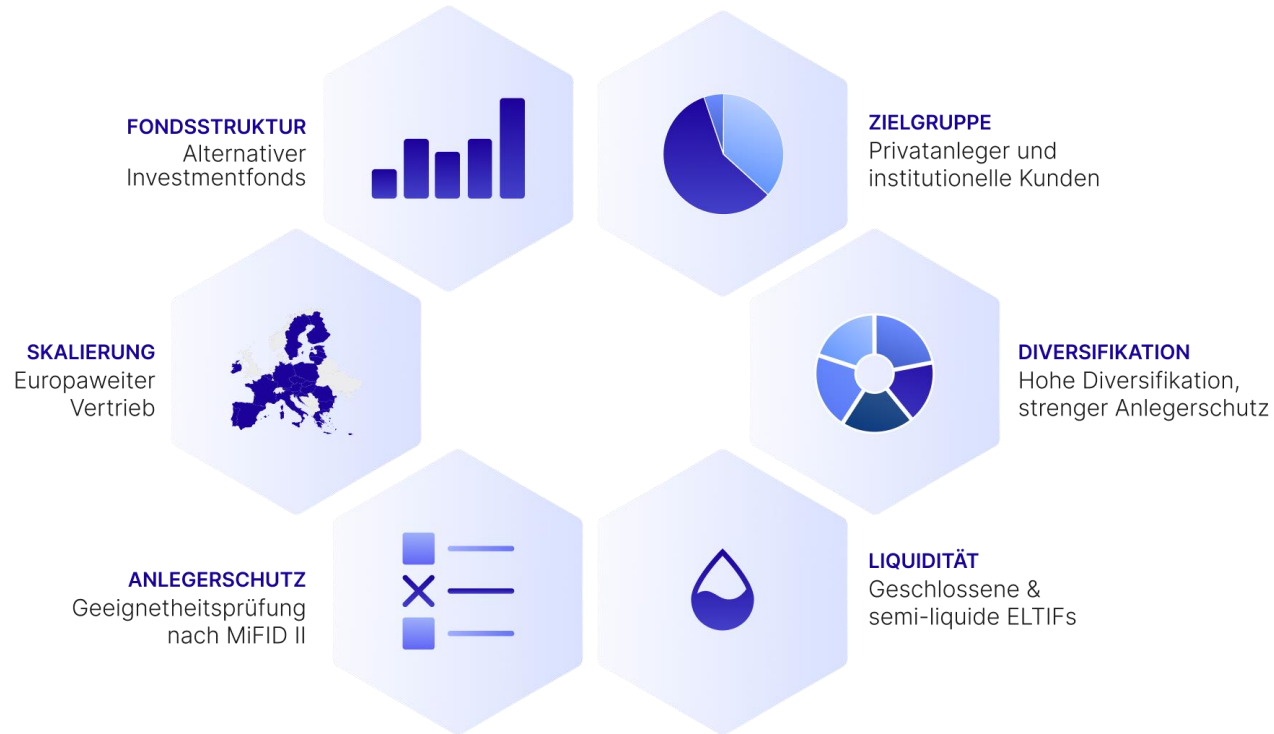 FONDSSTRUKTUR
Alternativer
Investmentfonds
ZIELGRUPPE
Privatanleger und
institutionelle Kunden
SKALIERUNG
Europaweiter
Vertrieb
DIVERSIFIKATION
Hohe Diversifikation,
strenger Anlegerschutz
ANLEGERSCHUTZ
Geeignetheitsprüfung
nach MiFID II
LIQUIDITÄT
Geschlossene &
semi-liquide ELTIFs